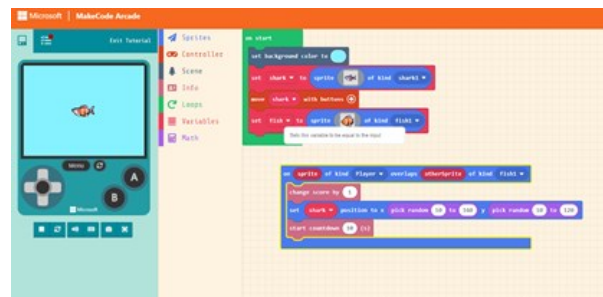 Microsoft | MakeCode Arcade
Exit Tutorial
Sprites
Controller
Scene
Info
Loops
Variables
Math
on start
set background color to
set shark to sprite of kind shark1
move shark with buttons
set fish to sprite of kind fish1
Sets this variable to be equal to the input
on sprite of kind Player overlaps otherSprite of kind fish1
change score by 1
set shark position to x pick random 10 to y pick random 10 to 120
start countdown 10 (s)
MENU
A
B
Microsoft